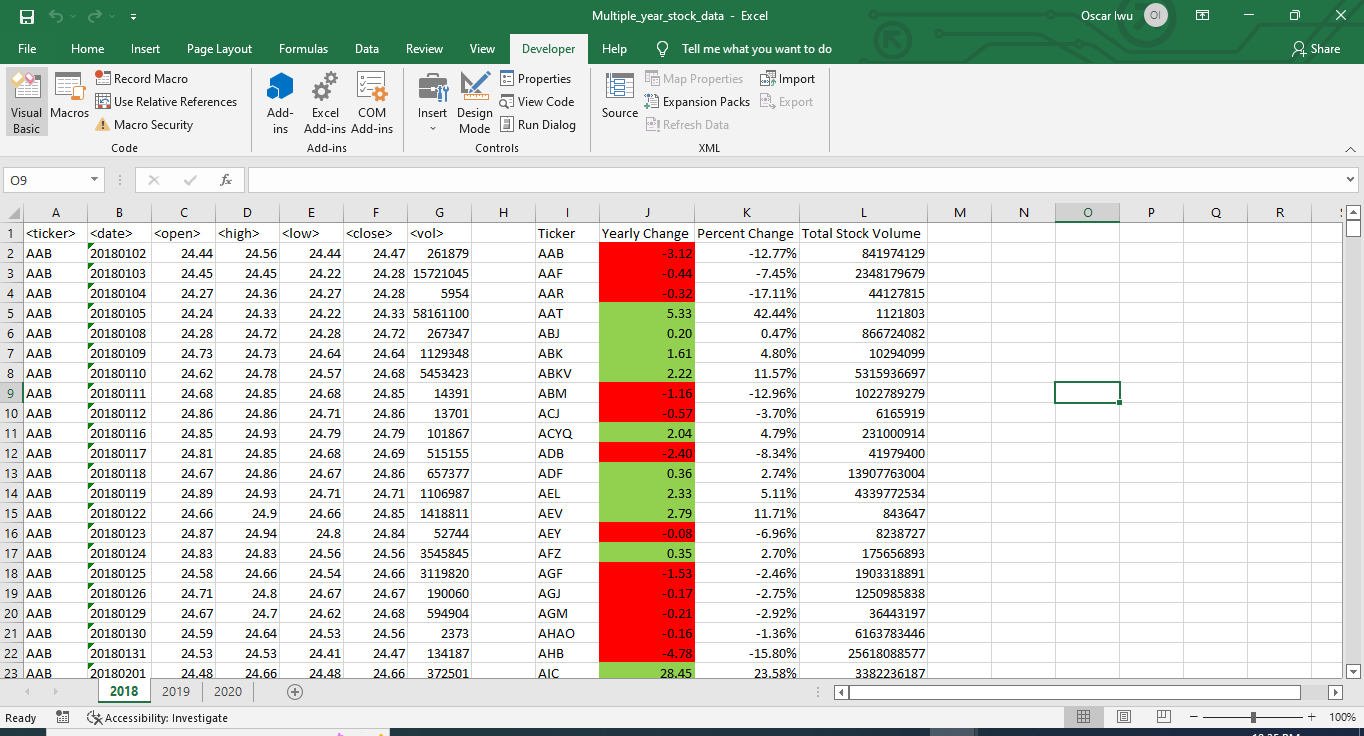 Multiple_year_stock_data - Excel
Oscar Iwu OI
File Home Insert Page Layout Formulas Data Review View Developer Help Tell me what you want to do Share
Visual Basic
Macros
Record Macro
Use Relative References
Macro Security
Code
Add-ins
Excel Add-ins
COM Add-ins
Add-ins
Insert
Design Mode
Properties
View Code
Run Dialog
Controls
Source
Map Properties
Expansion Packs
Refresh Data
Import
Export
XML
O9 fx
A B C D E F G H I J K L M N O P Q R S
1 <ticker> <date> <open> <high> <low> <close> <vol> Ticker Yearly Change Percent Change Total Stock Volume
2 AAB 20180102 24.44 24.56 24.44 24.47 261879 AAB -3.12 -12.77% 841974129
3 AAB 20180103 24.45 24.45 24.22 24.28 15721045 AAF -0.44 -7.45% 2348179679
4 AAB 20180104 24.27 24.36 24.27 24.28 5954 AAR -0.32 -17.11% 44127815
5 AAB 20180105 24.24 24.33 24.22 24.33 58161100 AAT 5.33 42.44% 1121803
6 AAB 20180108 24.28 24.72 24.28 24.72 267347 ABJ 0.20 0.47% 866724082
7 AAB 20180109 24.73 24.73 24.64 24.64 1129348 ABK 1.61 4.80% 10294099
8 AAB 20180110 24.62 24.78 24.57 24.68 5453423 ABKV 2.22 11.57% 5315936697
9 AAB 20180111 24.68 24.85 24.68 24.85 14391 ABM -1.16 -12.96% 1022789279
10 AAB 20180112 24.86 24.86 24.71 24.86 13701 ACJ -0.57 -3.70% 6165919
11 AAB 20180116 24.85 24.93 24.79 24.79 101867 ACYQ 2.04 4.79% 231000914
12 AAB 20180117 24.81 24.85 24.68 24.69 515155 ADB -2.40 -8.34% 41979400
13 AAB 20180118 24.67 24.86 24.67 24.86 657377 ADF 0.36 2.74% 13907763004
14 AAB 20180119 24.89 24.93 24.71 24.71 1106987 AEL 2.33 5.11% 4339772534
15 AAB 20180122 24.66 24.9 24.66 24.85 1418811 AEV 2.79 11.71% 843647
16 AAB 20180123 24.87 24.94 24.8 24.84 52744 AEY -0.08 -6.96% 8238727
17 AAB 20180124 24.83 24.83 24.56 24.56 3545845 AFZ 0.35 2.70% 175656893
18 AAB 20180125 24.58 24.66 24.54 24.66 3119820 AGF -1.53 -2.46% 1903318891
19 AAB 20180126 24.71 24.8 24.67 24.67 190060 AGJ -0.17 -2.75% 1250985838
20 AAB 20180129 24.67 24.7 24.62 24.68 594904 AGM -0.21 -2.92% 36443197
21 AAB 20180130 24.59 24.64 24.53 24.56 2373 AHAO -0.16 -1.36% 6163783446
22 AAB 20180131 24.53 24.53 24.41 24.47 134187 AHB -4.78 -15.80% 25618088577
23 AAB 20180201 24.48 24.66 24.48 24.66 372501 AIC 28.45 23.58% 3382236187
2018 2019 2020
Ready Accessibility: Investigate 100%